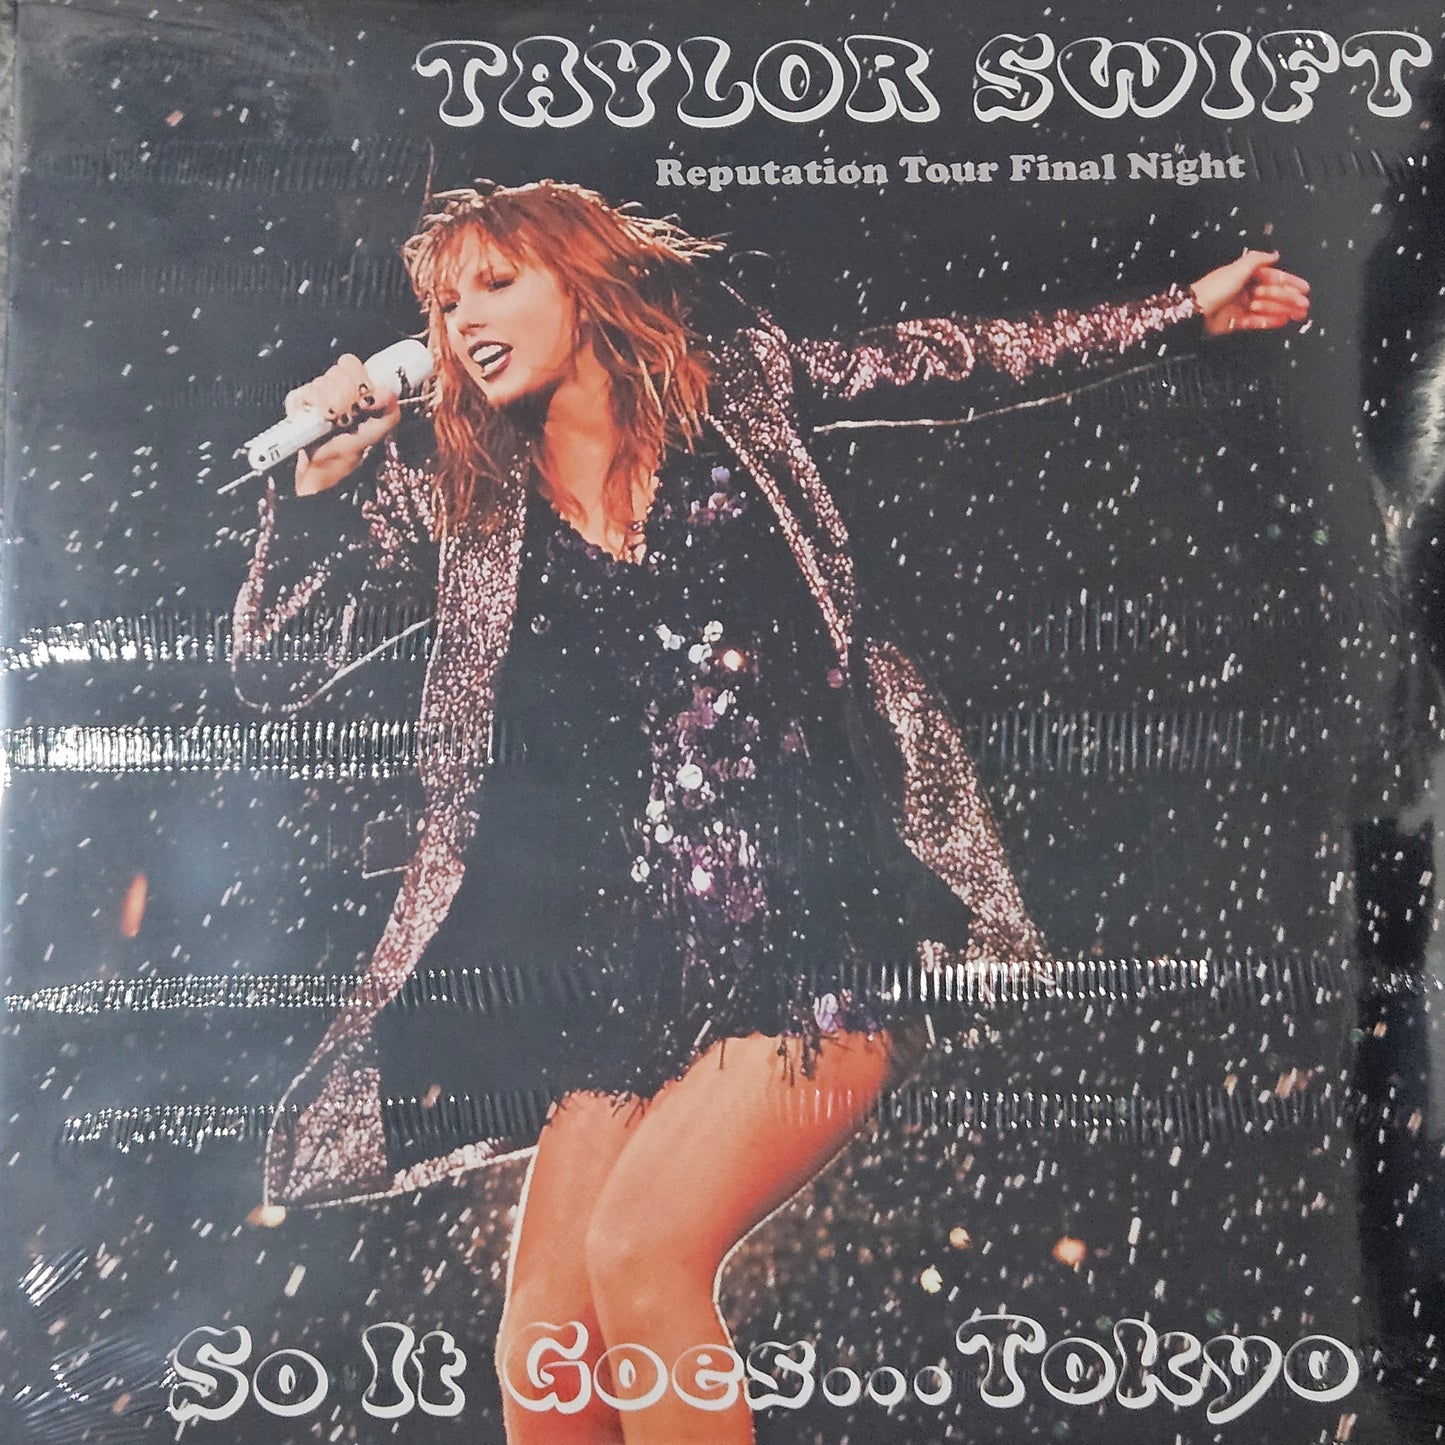 TAYLOR SWIFT
Reputation Tour Final Night
So It Goes... Tokyo